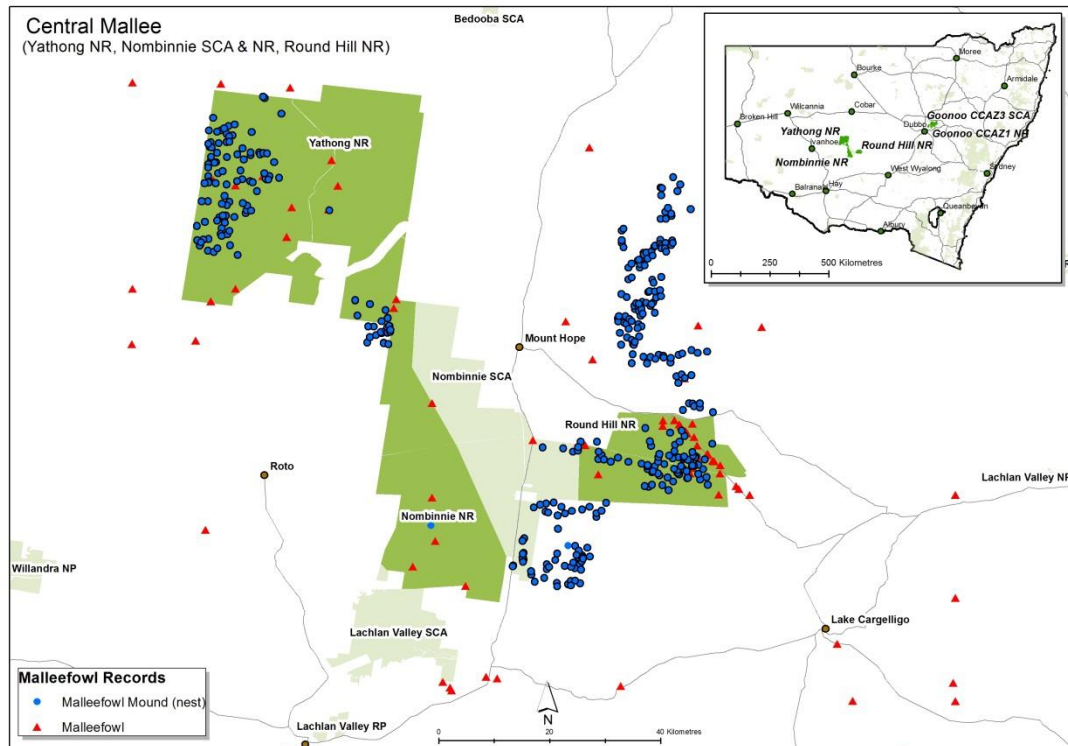 Central Mallee
(Yathong NR, Nombinnie SCA & NR, Round Hill NR)
Bedooba SCA
Yathong NR
Mount Hope
Nombinnie SCA
Round Hill NR
Roto
Lachlan Valley NP
Nombinnie NR
Willandra NP
Lachlan Valley SCA
Lake Cargelligo
Lachlan Valley RP
Malleefowl Records
Malleefowl Mound (nest)
Malleefowl
N
0 20 40 Kilometres
Moree
Bourke
Armidale
Wilcannia
Cobar
Broken Hill
Goonoo CCAZ3 SCA
Dubbo
Goonoo CCAZ1 NR
Yathong NR
Ivanhoe
Round Hill NR
Nombinnie NR
Sydney
West Wyalong
Balranald
Hay
Queanbeyan
Albury
0 250 500 Kilometres